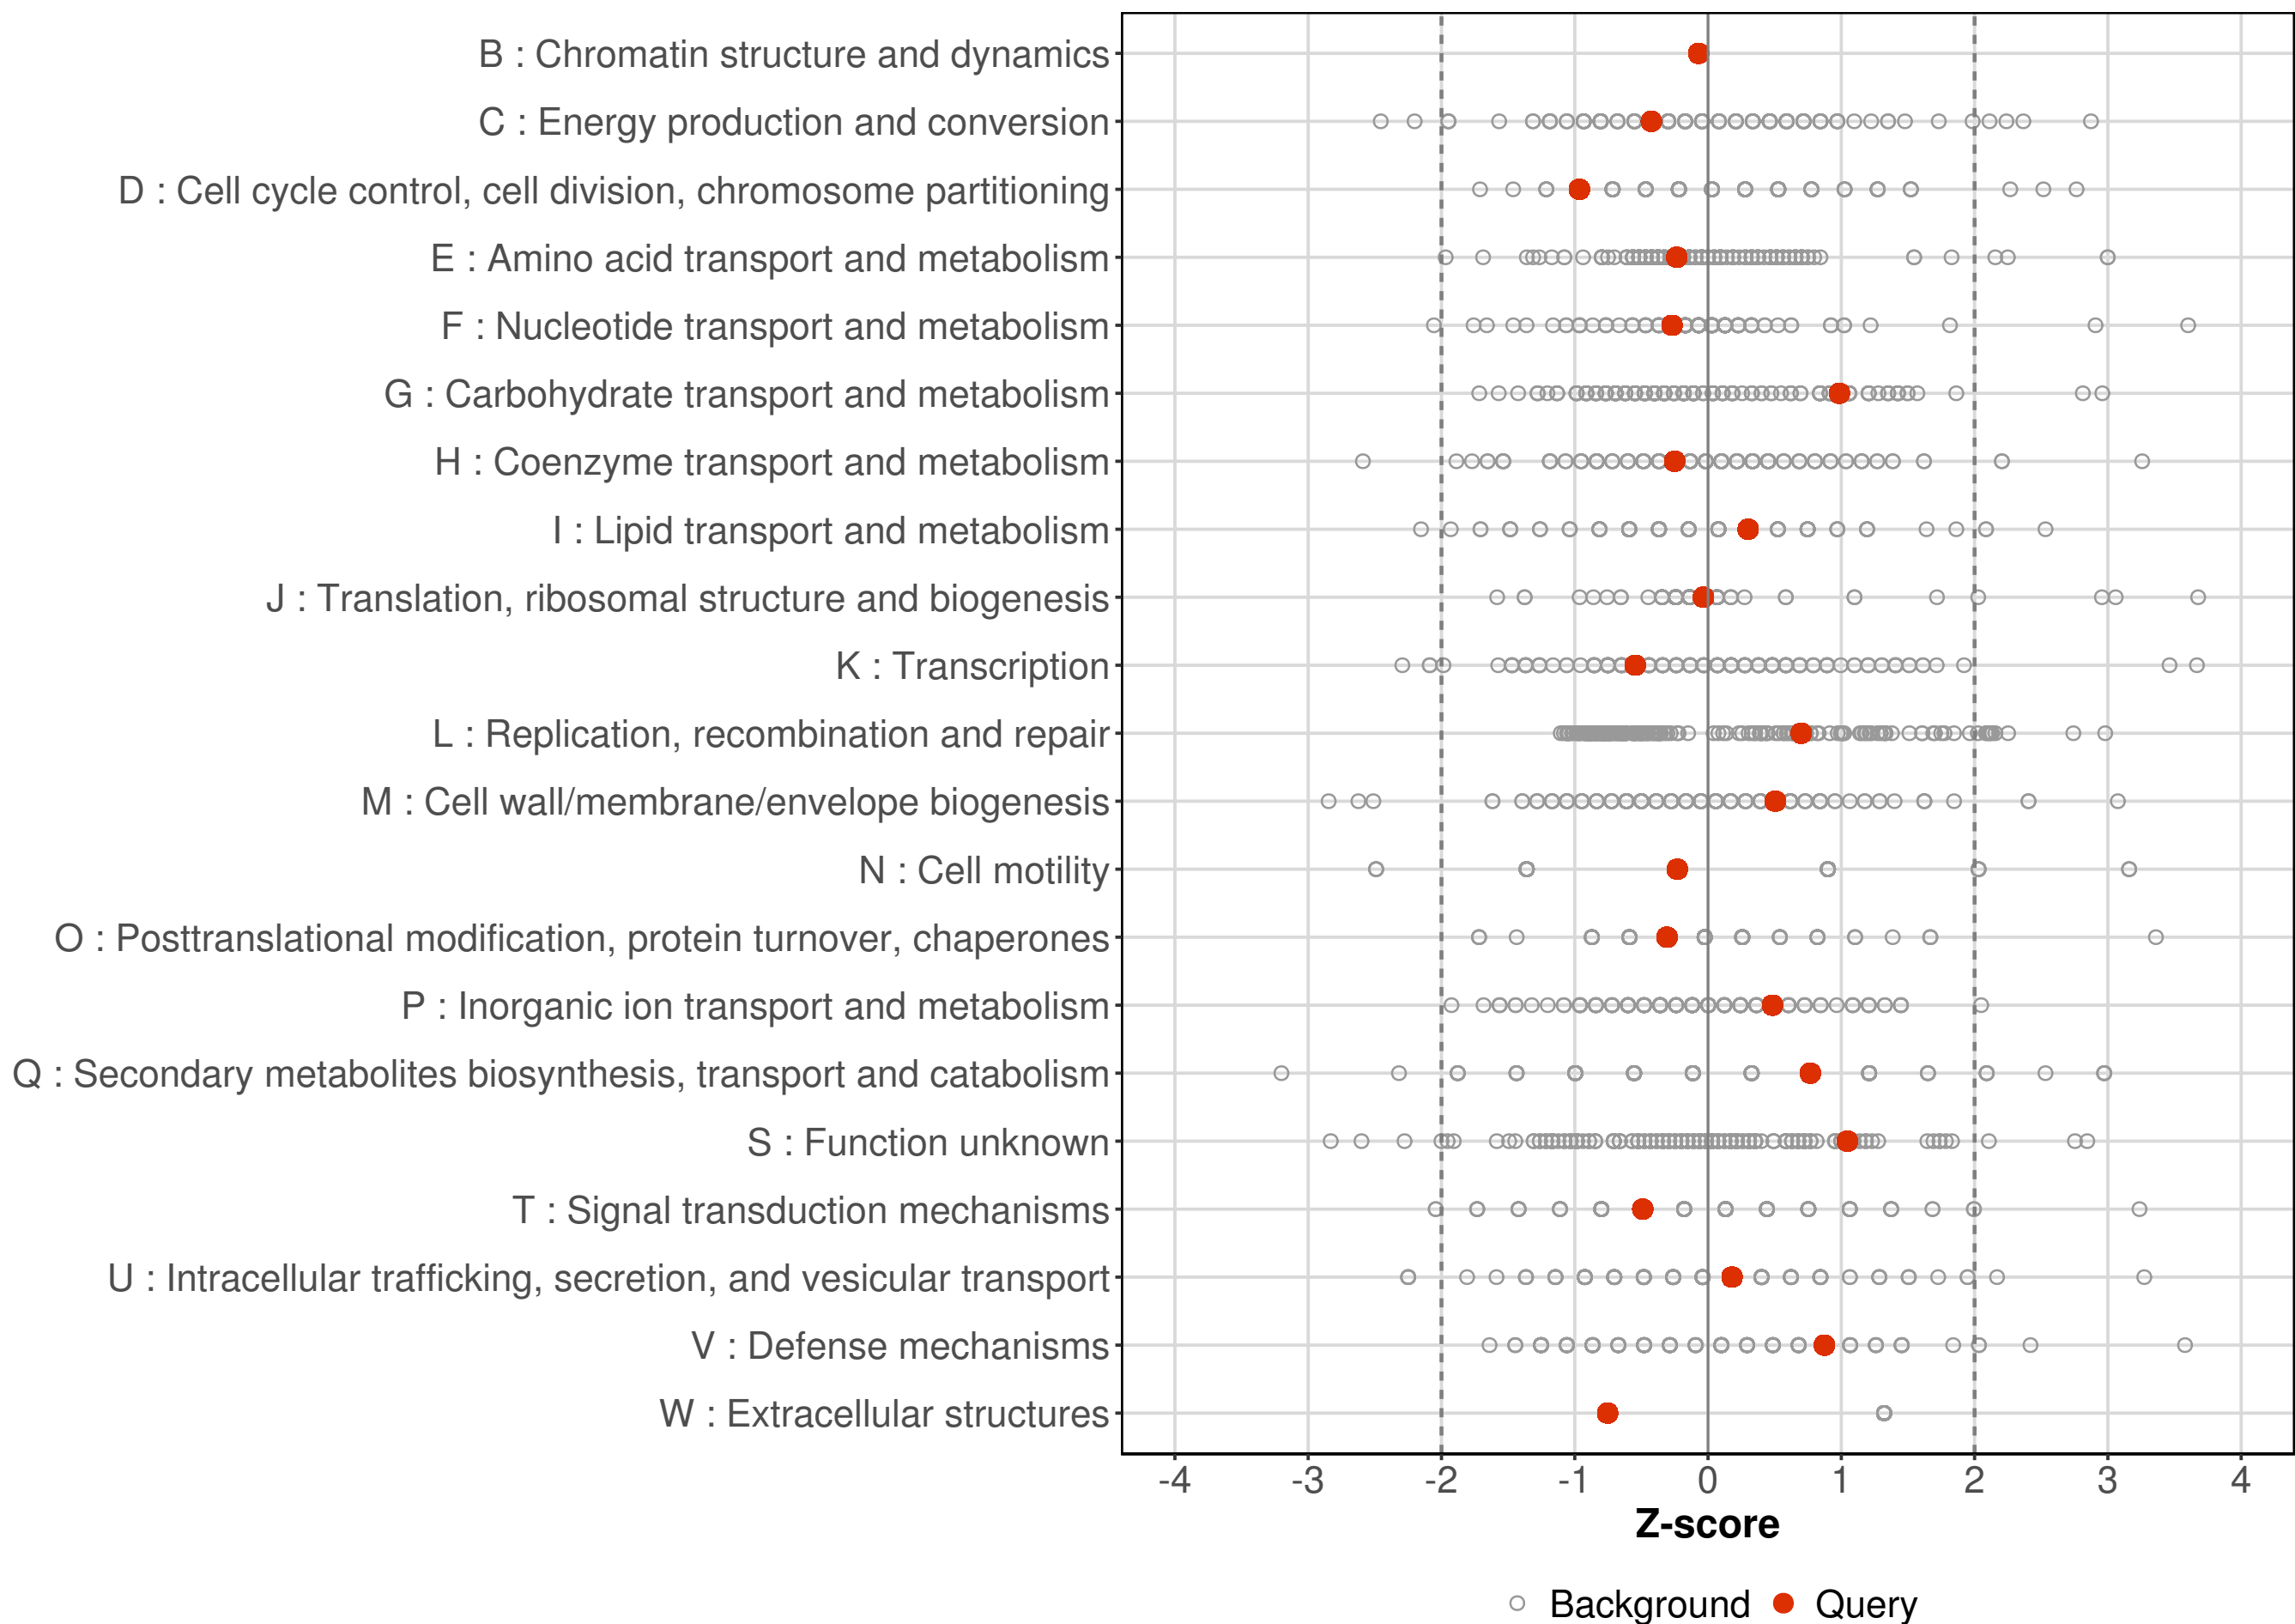 B : Chromatin structure and dynamics
C : Energy production and conversion
D : Cell cycle control, cell division, chromosome partitioning
E : Amino acid transport and metabolism
F : Nucleotide transport and metabolism
G : Carbohydrate transport and metabolism
H : Coenzyme transport and metabolism
I : Lipid transport and metabolism
J : Translation, ribosomal structure and biogenesis
K : Transcription
L : Replication, recombination and repair
M : Cell wall/membrane/envelope biogenesis
N : Cell motility
O : Posttranslational modification, protein turnover, chaperones
P : Inorganic ion transport and metabolism
Q : Secondary metabolites biosynthesis, transport and catabolism
S : Function unknown
T : Signal transduction mechanisms
U : Intracellular trafficking, secretion, and vesicular transport
V : Defense mechanisms
W : Extracellular structures
-4 -3 -2 -1 0 1 2 3 4
Z-score
Background Query